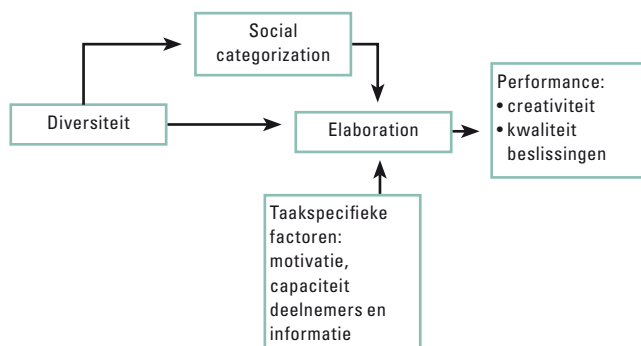 Social
categorization
Diversiteit
Elaboration
Performance:
• creativiteit
• kwaliteit
beslissingen
Taakspecifieke
factoren:
motivatie,
capaciteit
deelnemers en
informatie